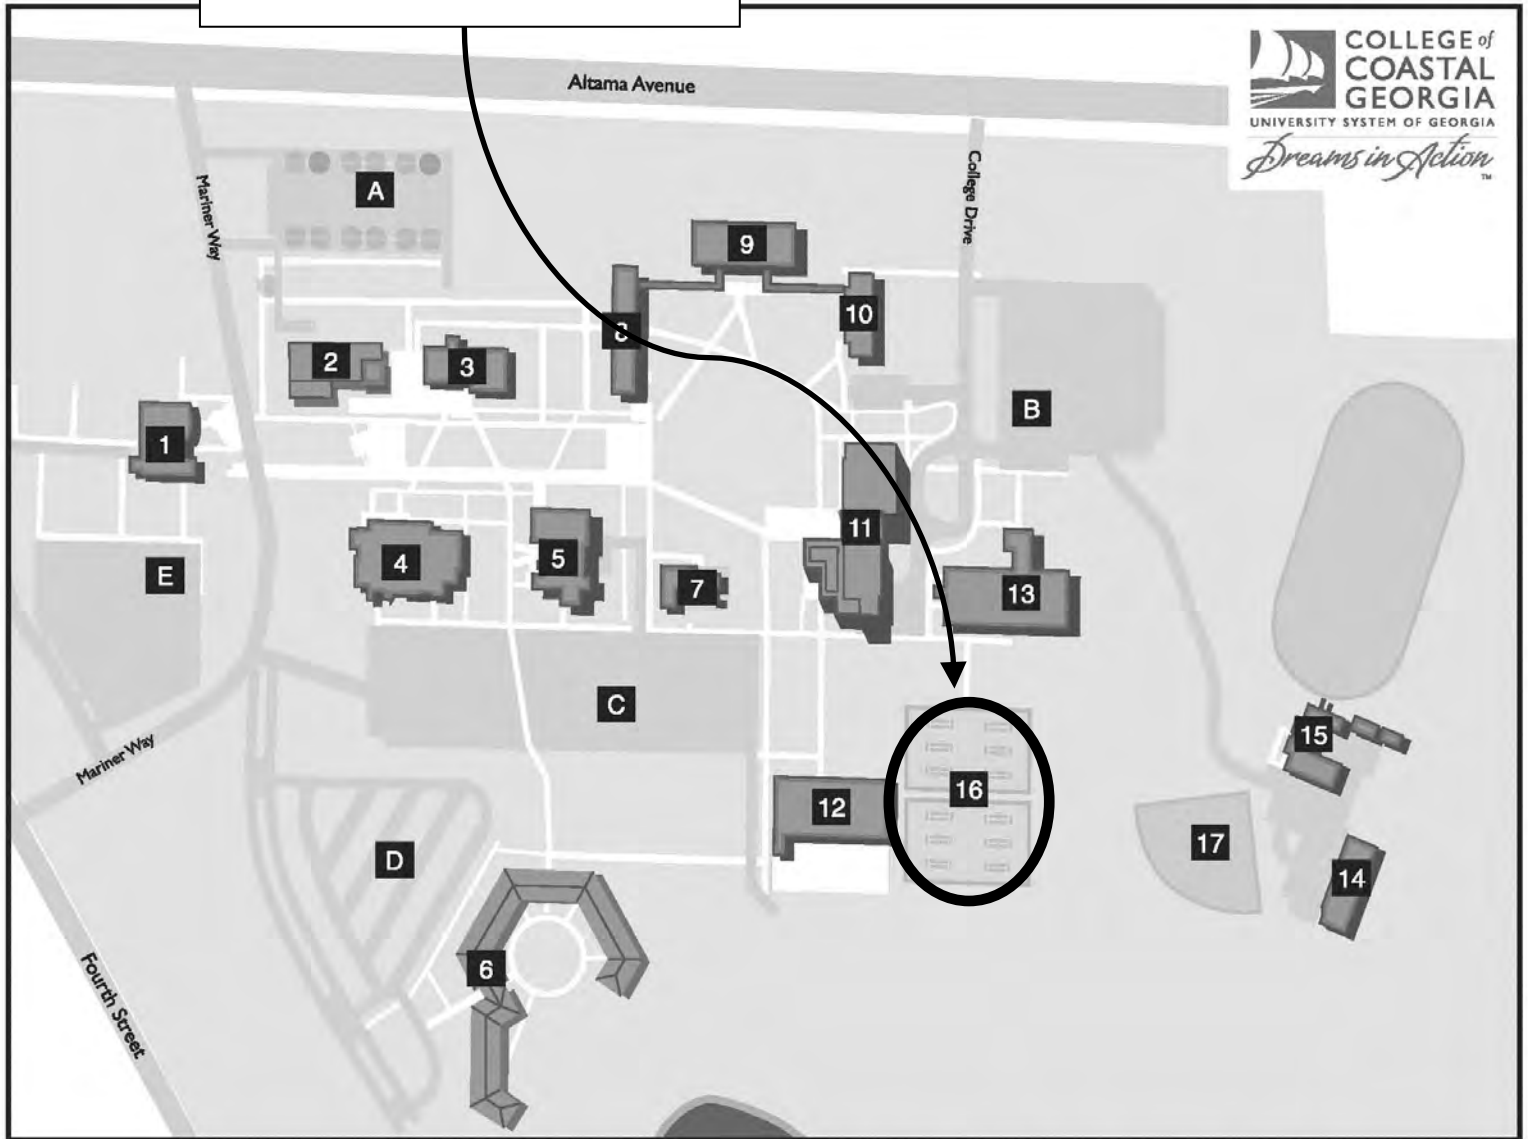 Altama Avenue
COLLEGE of
COASTAL
GEORGIA
UNIVERSITY SYSTEM OF GEORGIA
Dreams in Action
TM
Mariner Way
A
College Drive
9
10
8
2
3
B
1
11
4
5
E
7
13
C
15
Mariner Way
16
12
17
D
14
6
Fourth Street